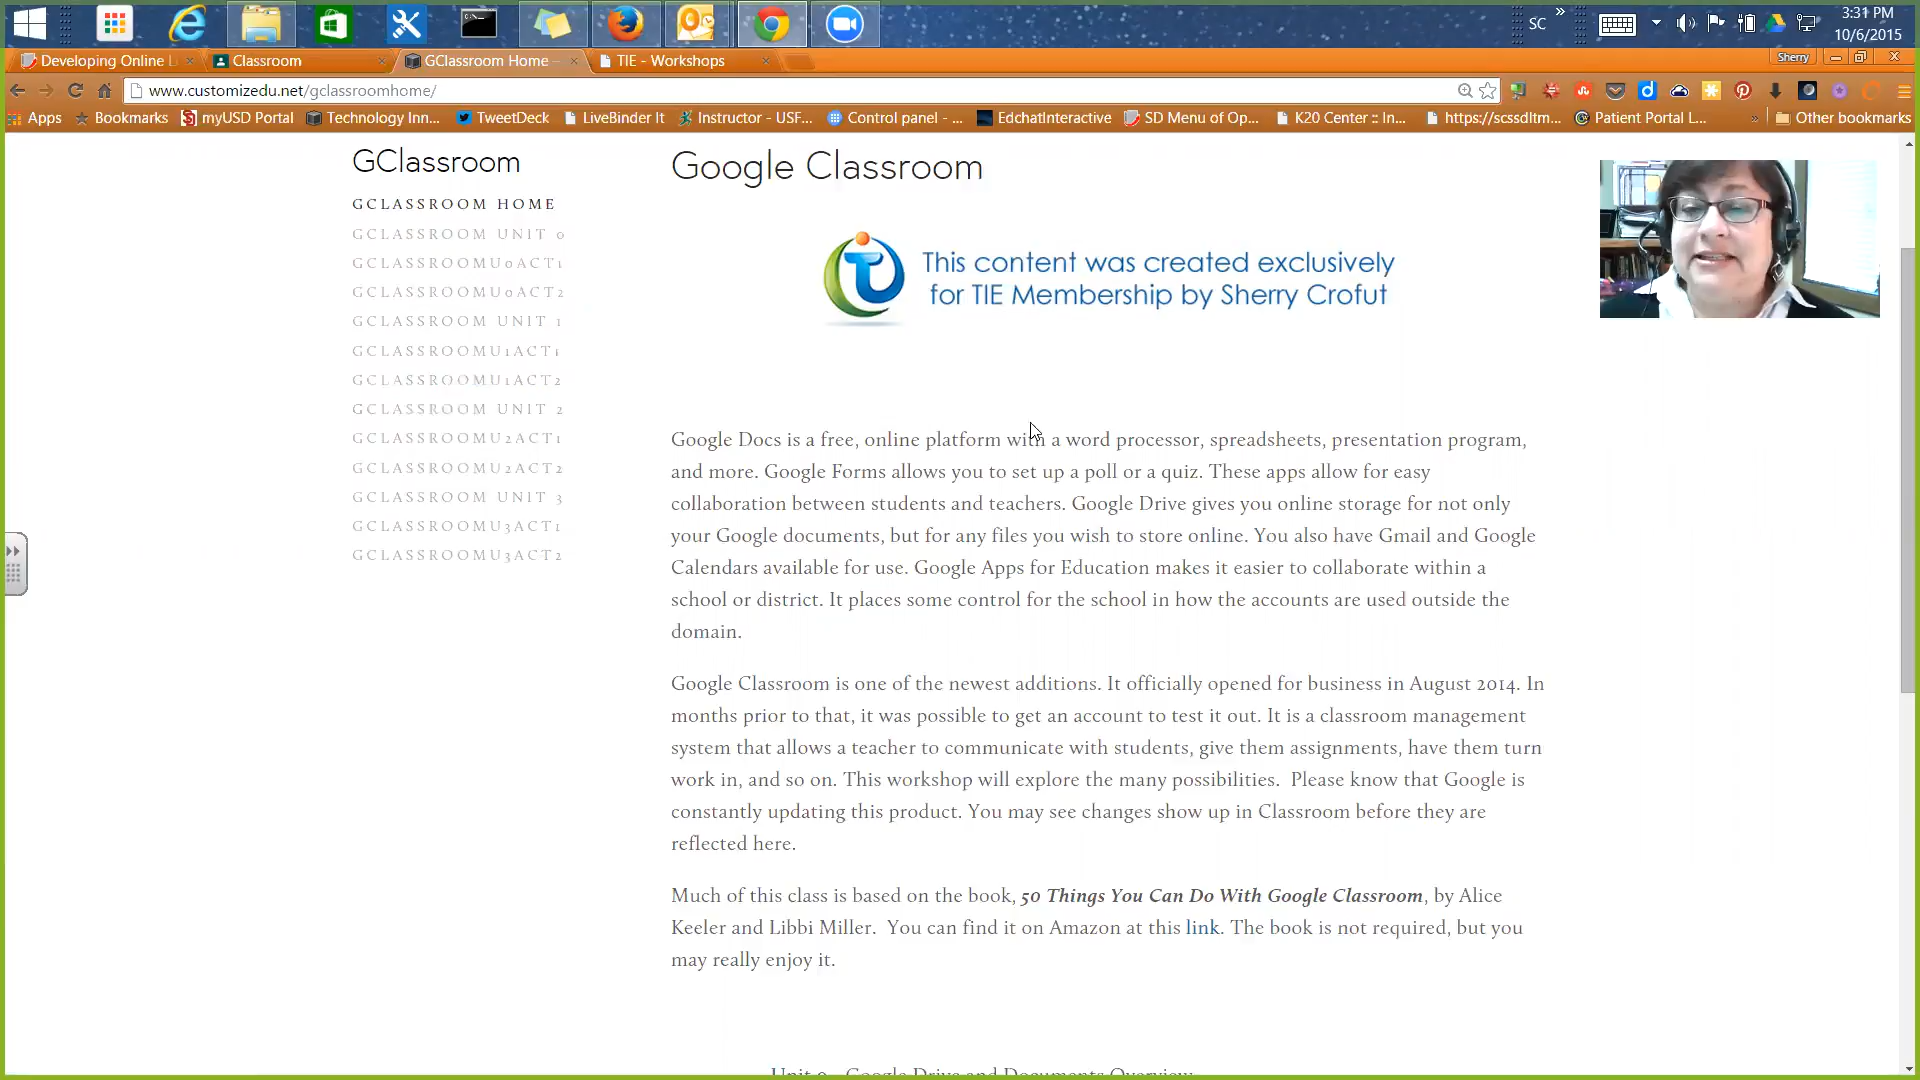 SC
3:31 PM
10/6/2015
Developing Online L
Classroom
GClassroom Home -
TIE - Workshops
Sherry
www.customizedu.net/gclassroomhome/
Apps
Bookmarks
myUSD Portal
Technology Inn...
TweetDeck
LiveBinder It
Instructor - USF...
Control panel - ...
EdchatInteractive
SD Menu of Op...
K20 Center :: In...
https://scssdltm...
Patient Portal L...
Other bookmarks
GClassroom
GCLASSROOM HOME
GCLASSROOM UNIT 0
GCLASSROOMU0ACT1
GCLASSROOMU0ACT2
GCLASSROOM UNIT 1
GCLASSROOMU1ACT1
GCLASSROOMU1ACT2
GCLASSROOM UNIT 2
GCLASSROOMU2ACT1
GCLASSROOMU2ACT2
GCLASSROOM UNIT 3
GCLASSROOMU3ACT1
GCLASSROOMU3ACT2
Google Classroom
This content was created exclusively
for TIE Membership by Sherry Crofut
Google Docs is a free, online platform with a word processor, spreadsheets, presentation program,
and more. Google Forms allows you to set up a poll or a quiz. These apps allow for easy
collaboration between students and teachers. Google Drive gives you online storage for not only
your Google documents, but for any files you wish to store online. You also have Gmail and Google
Calendars available for use. Google Apps for Education makes it easier to collaborate within a
school or district. It places some control for the school in how the accounts are used outside the
domain.
Google Classroom is one of the newest additions. It officially opened for business in August 2014. In
months prior to that, it was possible to get an account to test it out. It is a classroom management
system that allows a teacher to communicate with students, give them assignments, have them turn
work in, and so on. This workshop will explore the many possibilities. Please know that Google is
constantly updating this product. You may see changes show up in Classroom before they are
reflected here.
Much of this class is based on the book, 50 Things You Can Do With Google Classroom, by Alice
Keeler and Libbi Miller. You can find it on Amazon at this link. The book is not required, but you
may really enjoy it.
Unit 0 - Google Drive and Documents Overview